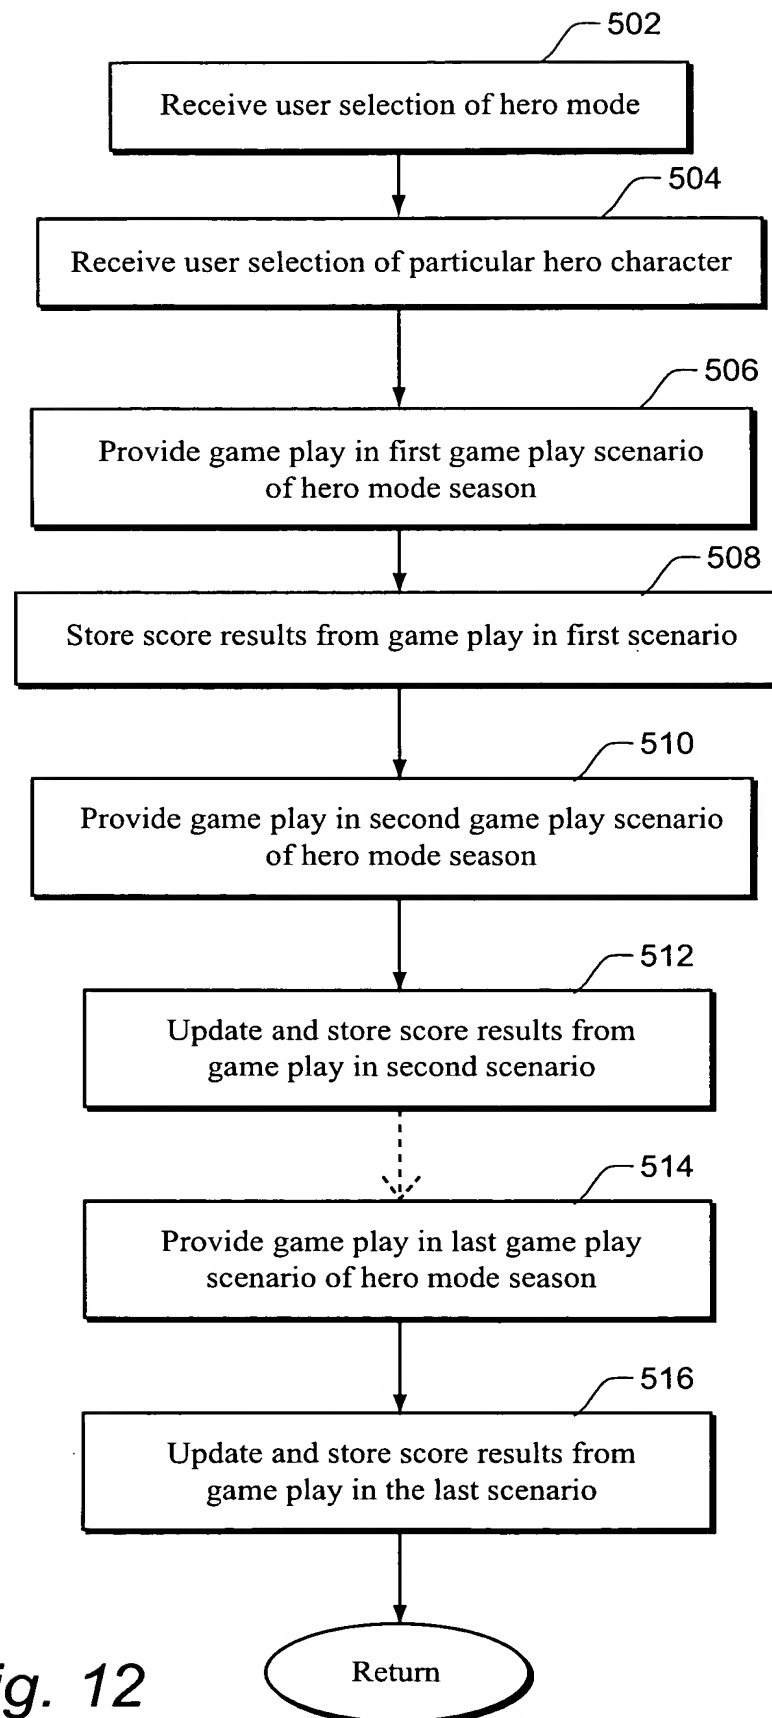 502
Receive user selection of hero mode
504
Receive user selection of particular hero character
506
Provide game play in first game play scenario
of hero mode season
508
Store score results from game play in first scenario
510
Provide game play in second game play scenario
of hero mode season
512
Update and store score results from
game play in second scenario
514
Provide game play in last game play
scenario of hero mode season
516
Update and store score results from
game play in the last scenario
Return
ig. 12